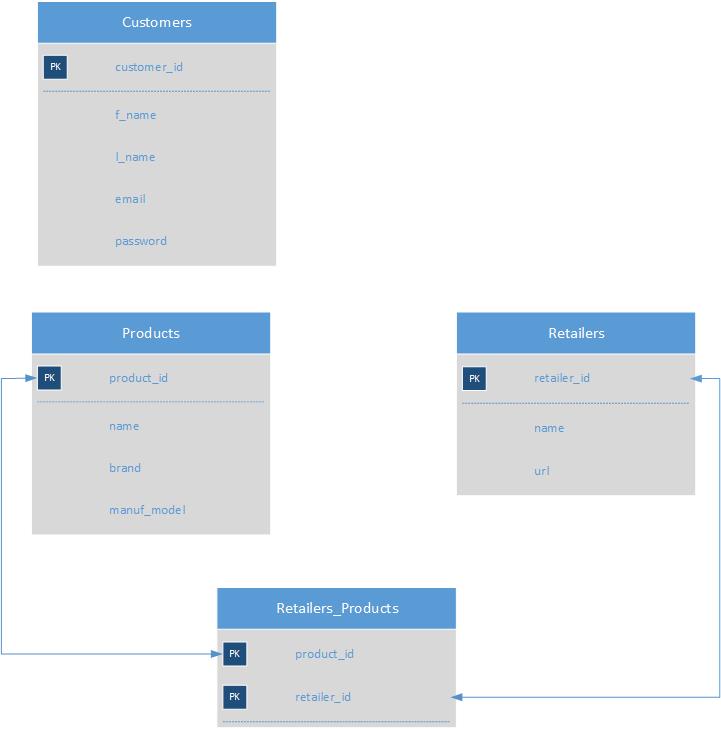 Customers
PK customer_id
f_name
l_name
email
password
Products
PK product_id
name
brand
manuf_model
Retailers
PK retailer_id
name
url
Retailers_Products
PK product_id
PK retailer_id